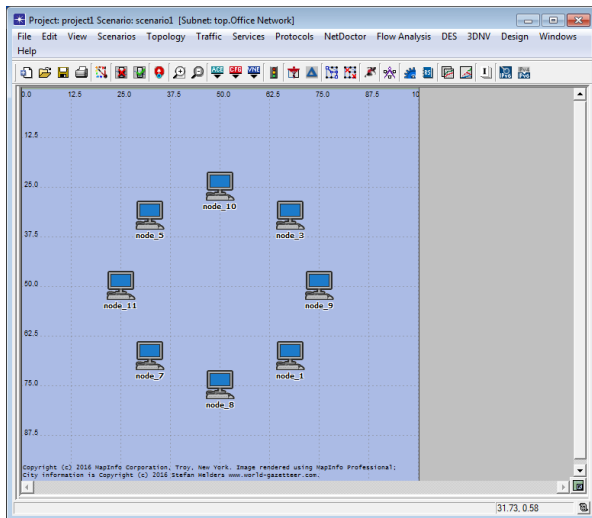 Project: project1 Scenario: scenario1 [Subnet: top.Office Network]
File Edit View Scenarios Topology Traffic Services Protocols NetDoctor Flow Analysis DES 3DNV Design Windows
Help
0.0 12.5 25.0 37.5 50.0 62.5 75.0 87.5 10
12.5
25.0
node_10
node_5 node_3
37.5
50.0
node_11 node_9
62.5
node_7 node_1
75.0
node_8
87.5
Copyright (c) 2016 MapInfo Corporation, Troy, New York. Image rendered using MapInfo Professional;
City information is Copyright (c) 2016 Stefan Helders www.world-gazetteer.com.
31.73, 0.58